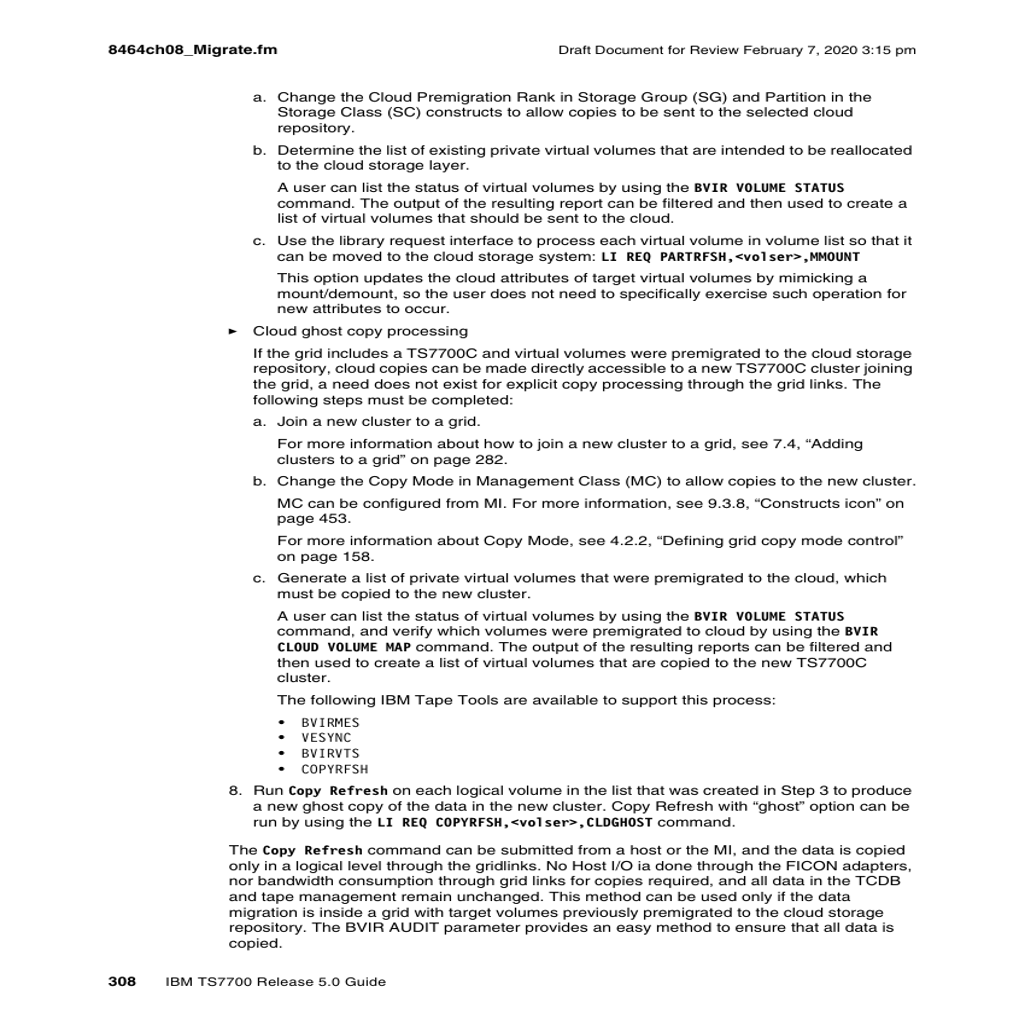 8464ch08_Migrate.fm
Draft Document for Review February 7, 2020 3:15 pm
a. Change the Cloud Premigration Rank in Storage Group (SG) and Partition in the
Storage Class (SC) constructs to allow copies to be sent to the selected cloud
repository.
b. Determine the list of existing private virtual volumes that are intended to be reallocated
to the cloud storage layer.
A user can list the status of virtual volumes by using the BVIR VOLUME STATUS
command. The output of the resulting report can be filtered and then used to create a
list of virtual volumes that should be sent to the cloud.
c. Use the library request interface to process each virtual volume in volume list so that it
can be moved to the cloud storage system: LI REQ PARTRFSH,<volser>,MMOUNT
This option updates the cloud attributes of target virtual volumes by mimicking a
mount/demount, so the user does not need to specifically exercise such operation for
new attributes to occur.
► Cloud ghost copy processing
If the grid includes a TS7700C and virtual volumes were premigrated to the cloud storage
repository, cloud copies can be made directly accessible to a new TS7700C cluster joining
the grid, a need does not exist for explicit copy processing through the grid links. The
following steps must be completed:
a. Join a new cluster to a grid.
For more information about how to join a new cluster to a grid, see 7.4, “Adding
clusters to a grid” on page 282.
b. Change the Copy Mode in Management Class (MC) to allow copies to the new cluster.
MC can be configured from MI. For more information, see 9.3.8, “Constructs icon” on
page 453.
For more information about Copy Mode, see 4.2.2, “Defining grid copy mode control”
on page 158.
c. Generate a list of private virtual volumes that were premigrated to the cloud, which
must be copied to the new cluster.
A user can list the status of virtual volumes by using the BVIR VOLUME STATUS
command, and verify which volumes were premigrated to cloud by using the BVIR
CLOUD VOLUME MAP command. The output of the resulting reports can be filtered and
then used to create a list of virtual volumes that are copied to the new TS7700C
cluster.
The following IBM Tape Tools are available to support this process:
• BVIRMES
• VESYNC
• BVIRVTS
• COPYRFSH
8. Run Copy Refresh on each logical volume in the list that was created in Step 3 to produce
a new ghost copy of the data in the new cluster. Copy Refresh with “ghost” option can be
run by using the LI REQ COPYRFSH,<volser>,CLDGHOST command.
The Copy Refresh command can be submitted from a host or the MI, and the data is copied
only in a logical level through the gridlinks. No Host I/O ia done through the FICON adapters,
nor bandwidth consumption through grid links for copies required, and all data in the TCDB
and tape management remain unchanged. This method can be used only if the data
migration is inside a grid with target volumes previously premigrated to the cloud storage
repository. The BVIR AUDIT parameter provides an easy method to ensure that all data is
copied.
308 IBM TS7700 Release 5.0 Guide